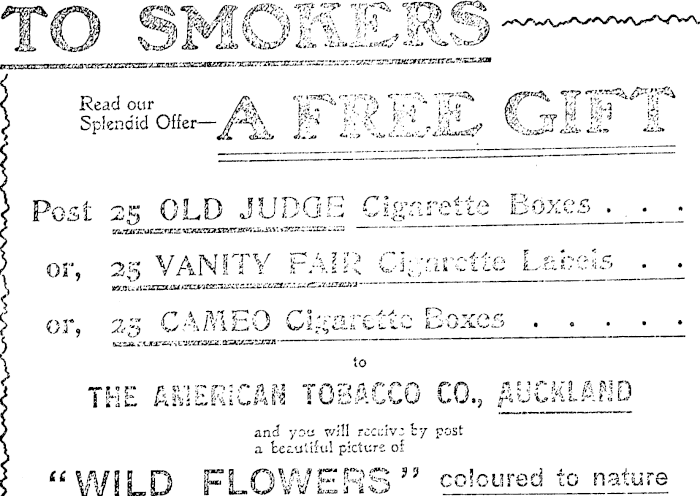 TO SMOKERS
Read our
Splendid Offer—
A FREE GIFT
Post 25 OLD JUDGE Cigarette Boxes . . .
or, 25 VANITY FAIR Cigarette Labels . .
or, 25 CAMEO Cigarette Boxes . . . . .
to
THE AMERICAN TOBACCO CO., AUCKLAND
and you will receive by post
a beautiful picture of
"WILD FLOWERS" coloured to nature